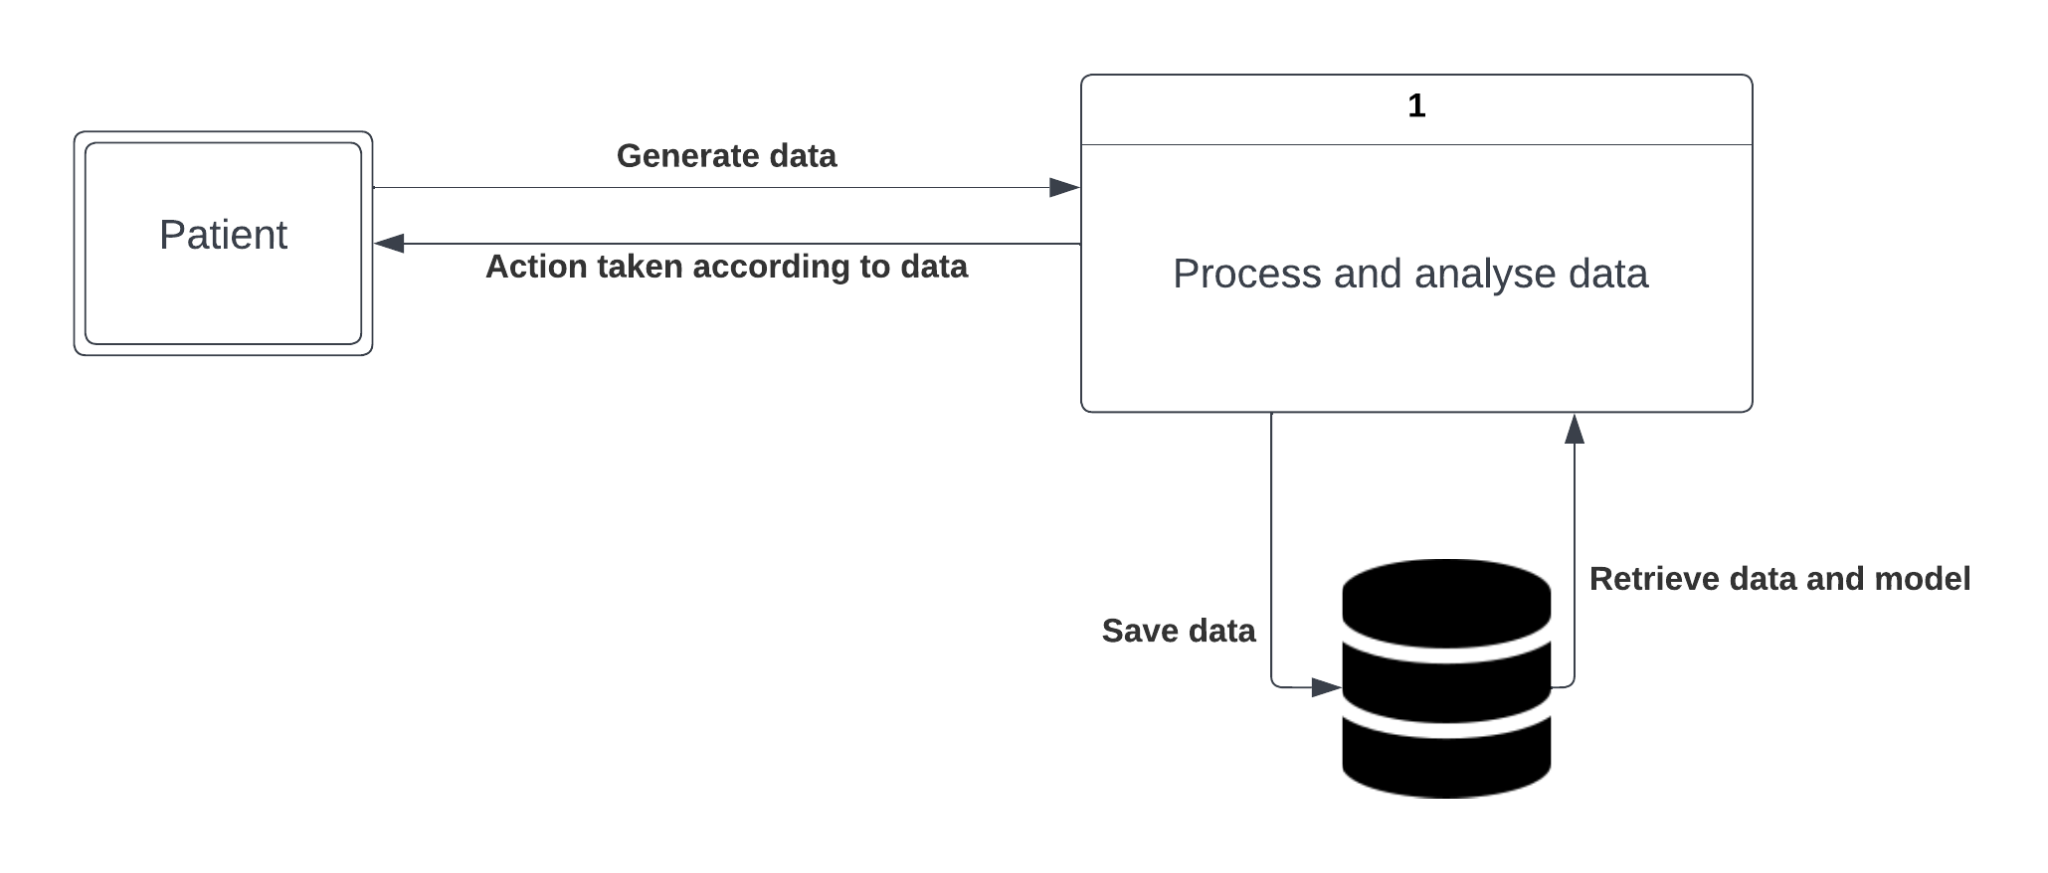 1
Generate data
Patient
Action taken according to data
Process and analyse data
Retrieve data and model
Save data